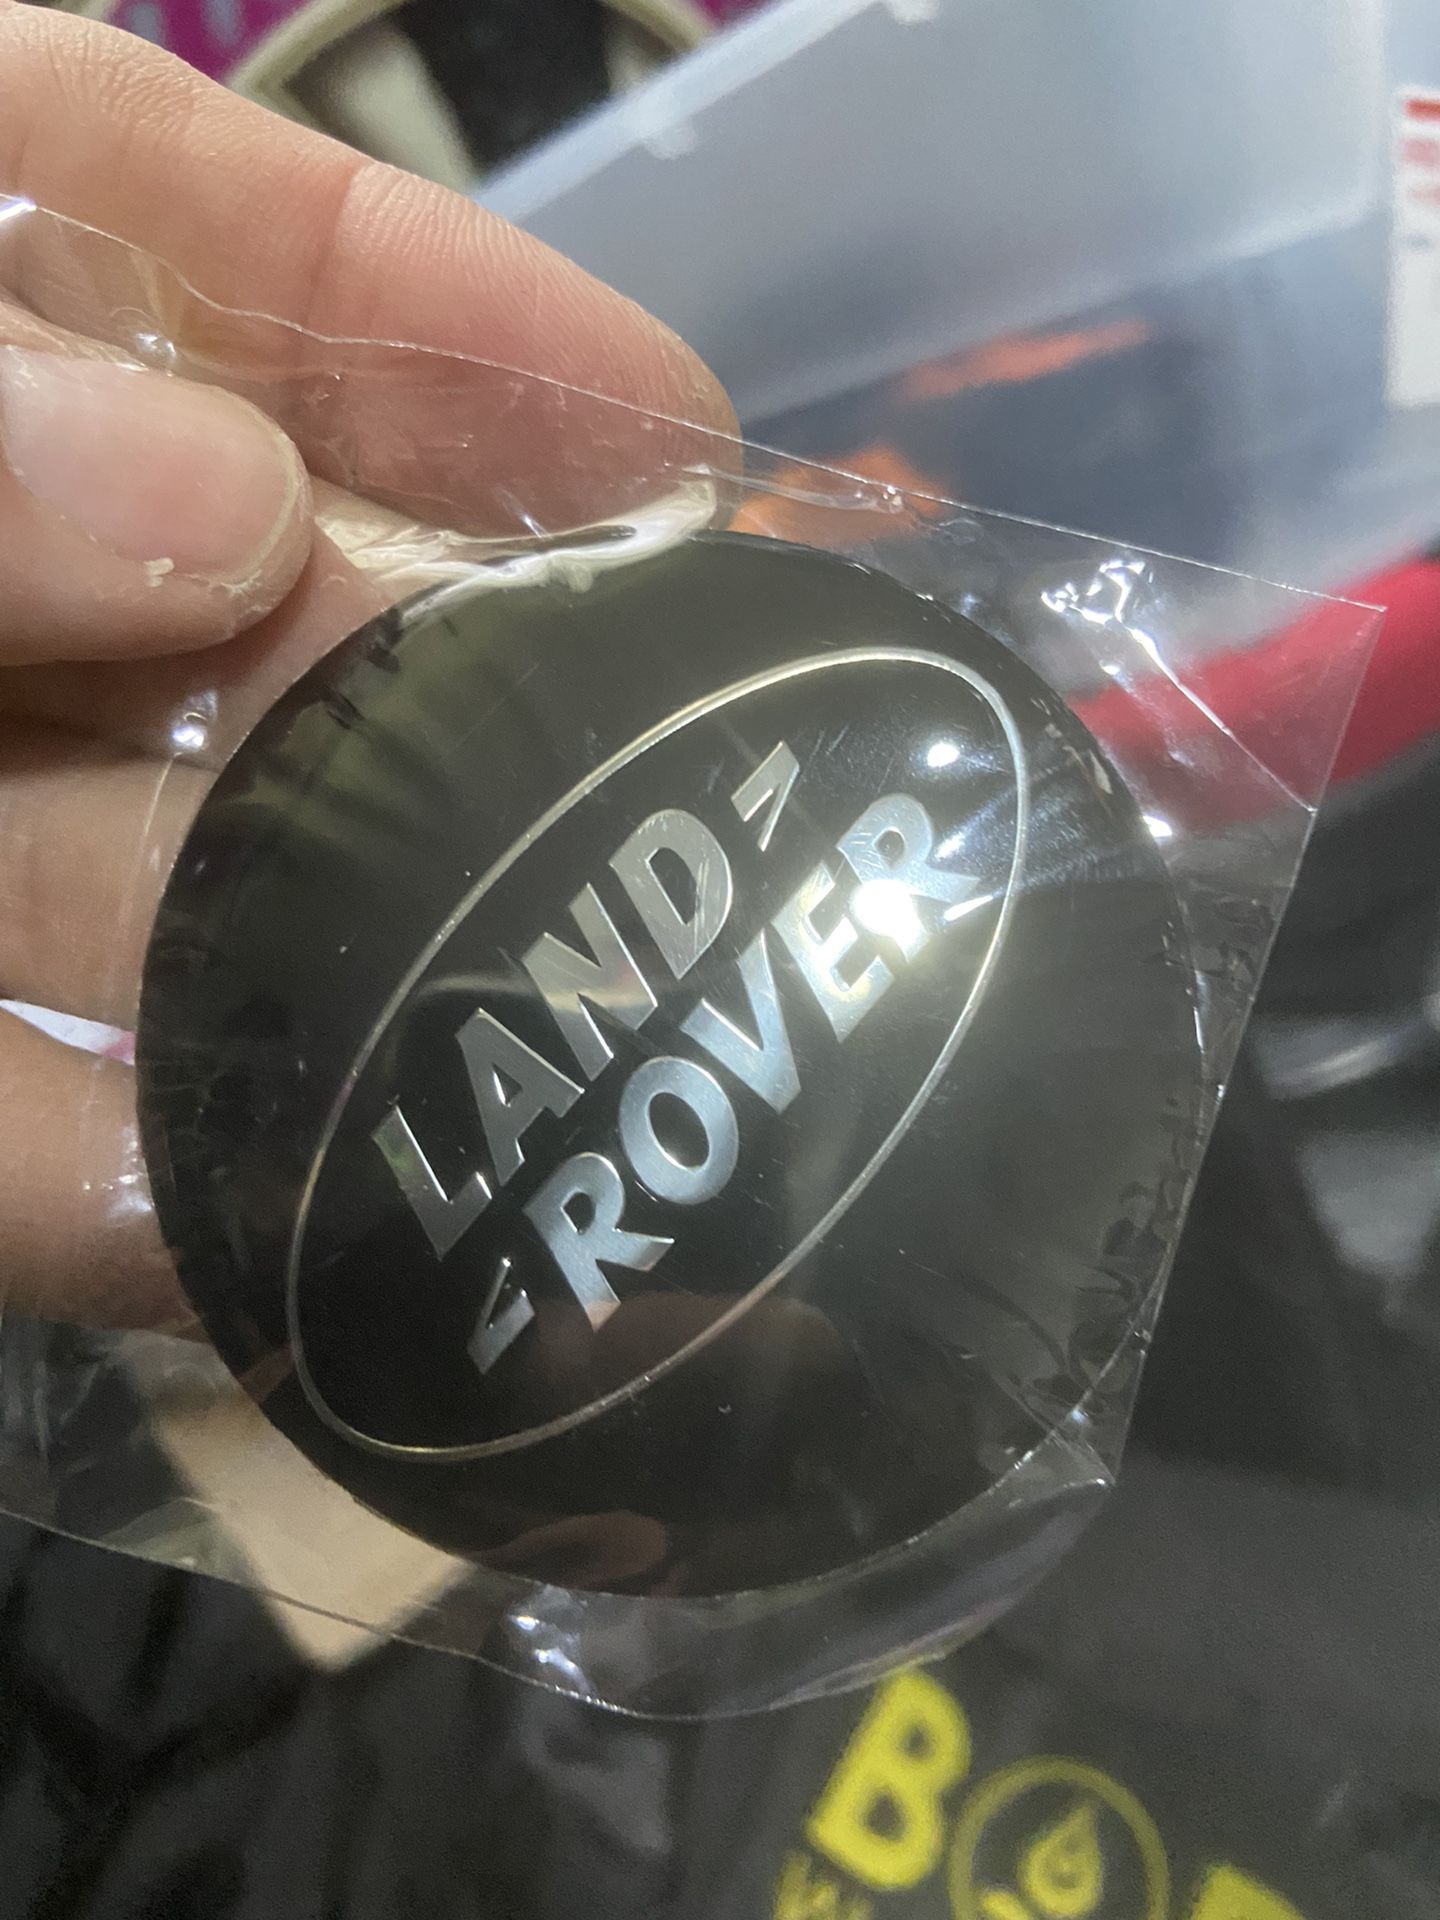 LAND >
< ROVER